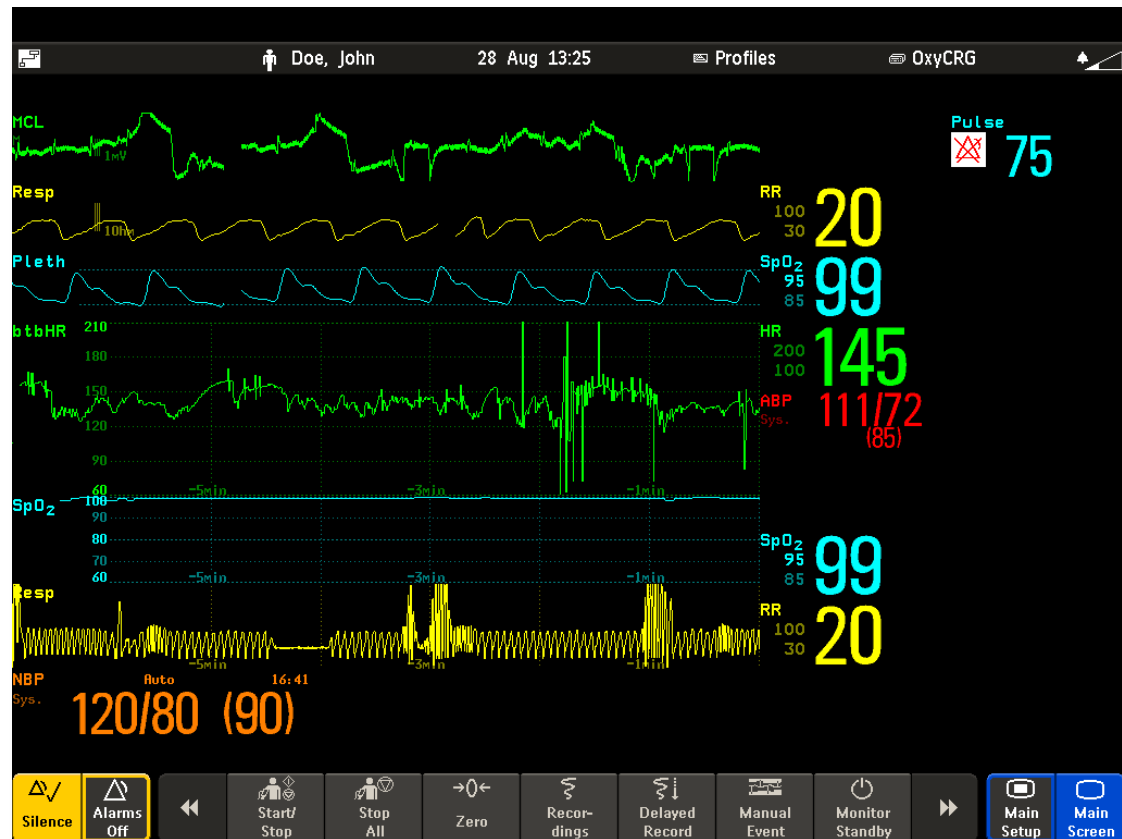 Doe, John 28 Aug 13:25 Profiles OxyCRG
MCL
M
1mV
Pulse
75
Resp
10hm
RR
100
30
20
Pleth
SpO2
95
85
99
btbHR
210
180
150
120
90
60
-5min -3min -1min
HR
200
100
145
ABP
Sys.
111/72
(85)
SpO2
100
90
80
70
60
-5min -3min -1min
SpO2
95
85
99
Resp
-5min -3min -1min
RR
100
30
20
NBP Auto 16:41
Sys.
120/80 (90)
Silence
Alarms
Off
Start/
Stop
Stop
All
→0←
Zero
Recor-
dings
Delayed
Record
Manual
Event
Monitor
Standby
Main
Setup
Main
Screen